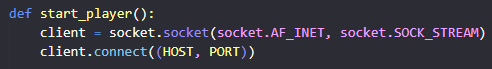 def start_player():
    client = socket.socket(socket.AF_INET, socket.SOCK_STREAM)
    client.connect((HOST, PORT))